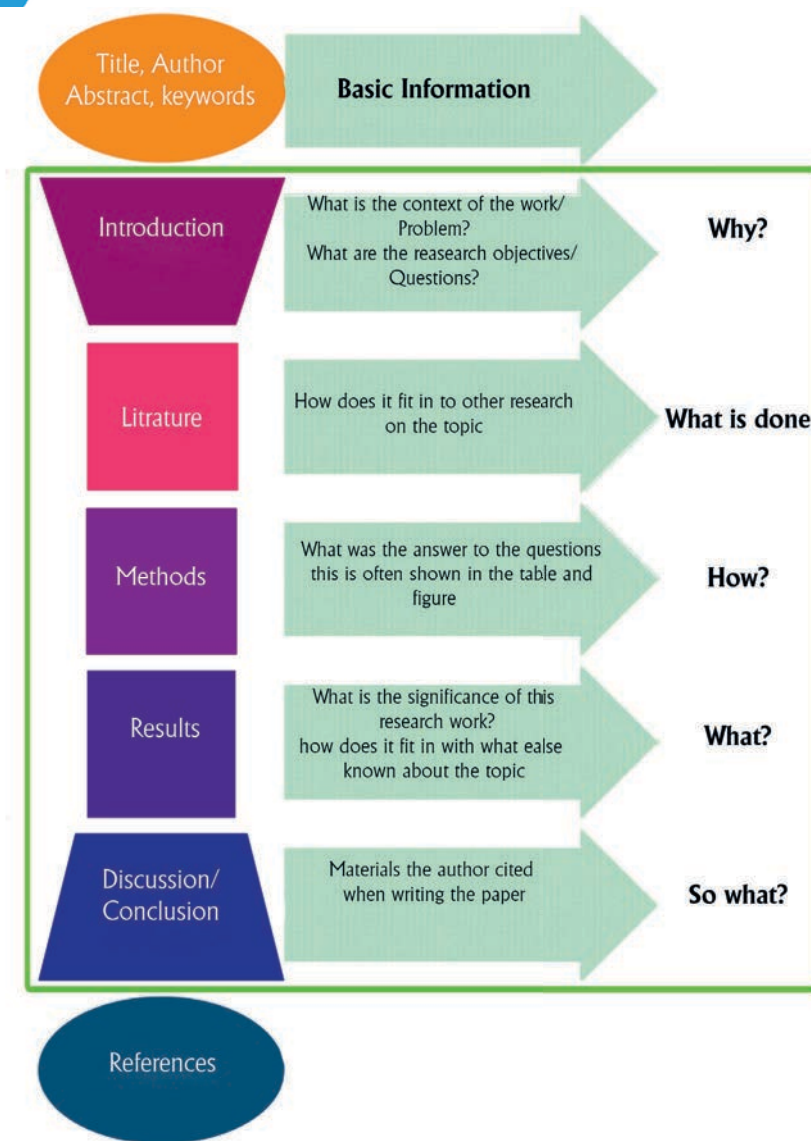 Title, Author
Abstract, keywords
Basic Information
Introduction
What is the context of the work/
Problem?
What are the reasearch objectives/
Questions?
Why?
Litrature
How does it fit in to other research
on the topic
What is done
Methods
What was the answer to the questions
this is often shown in the table and
figure
How?
Results
What is the significance of this
research work?
how does it fit in with what ealse
known about the topic
What?
Discussion/
Conclusion
Materials the author cited
when writing the paper
So what?
References